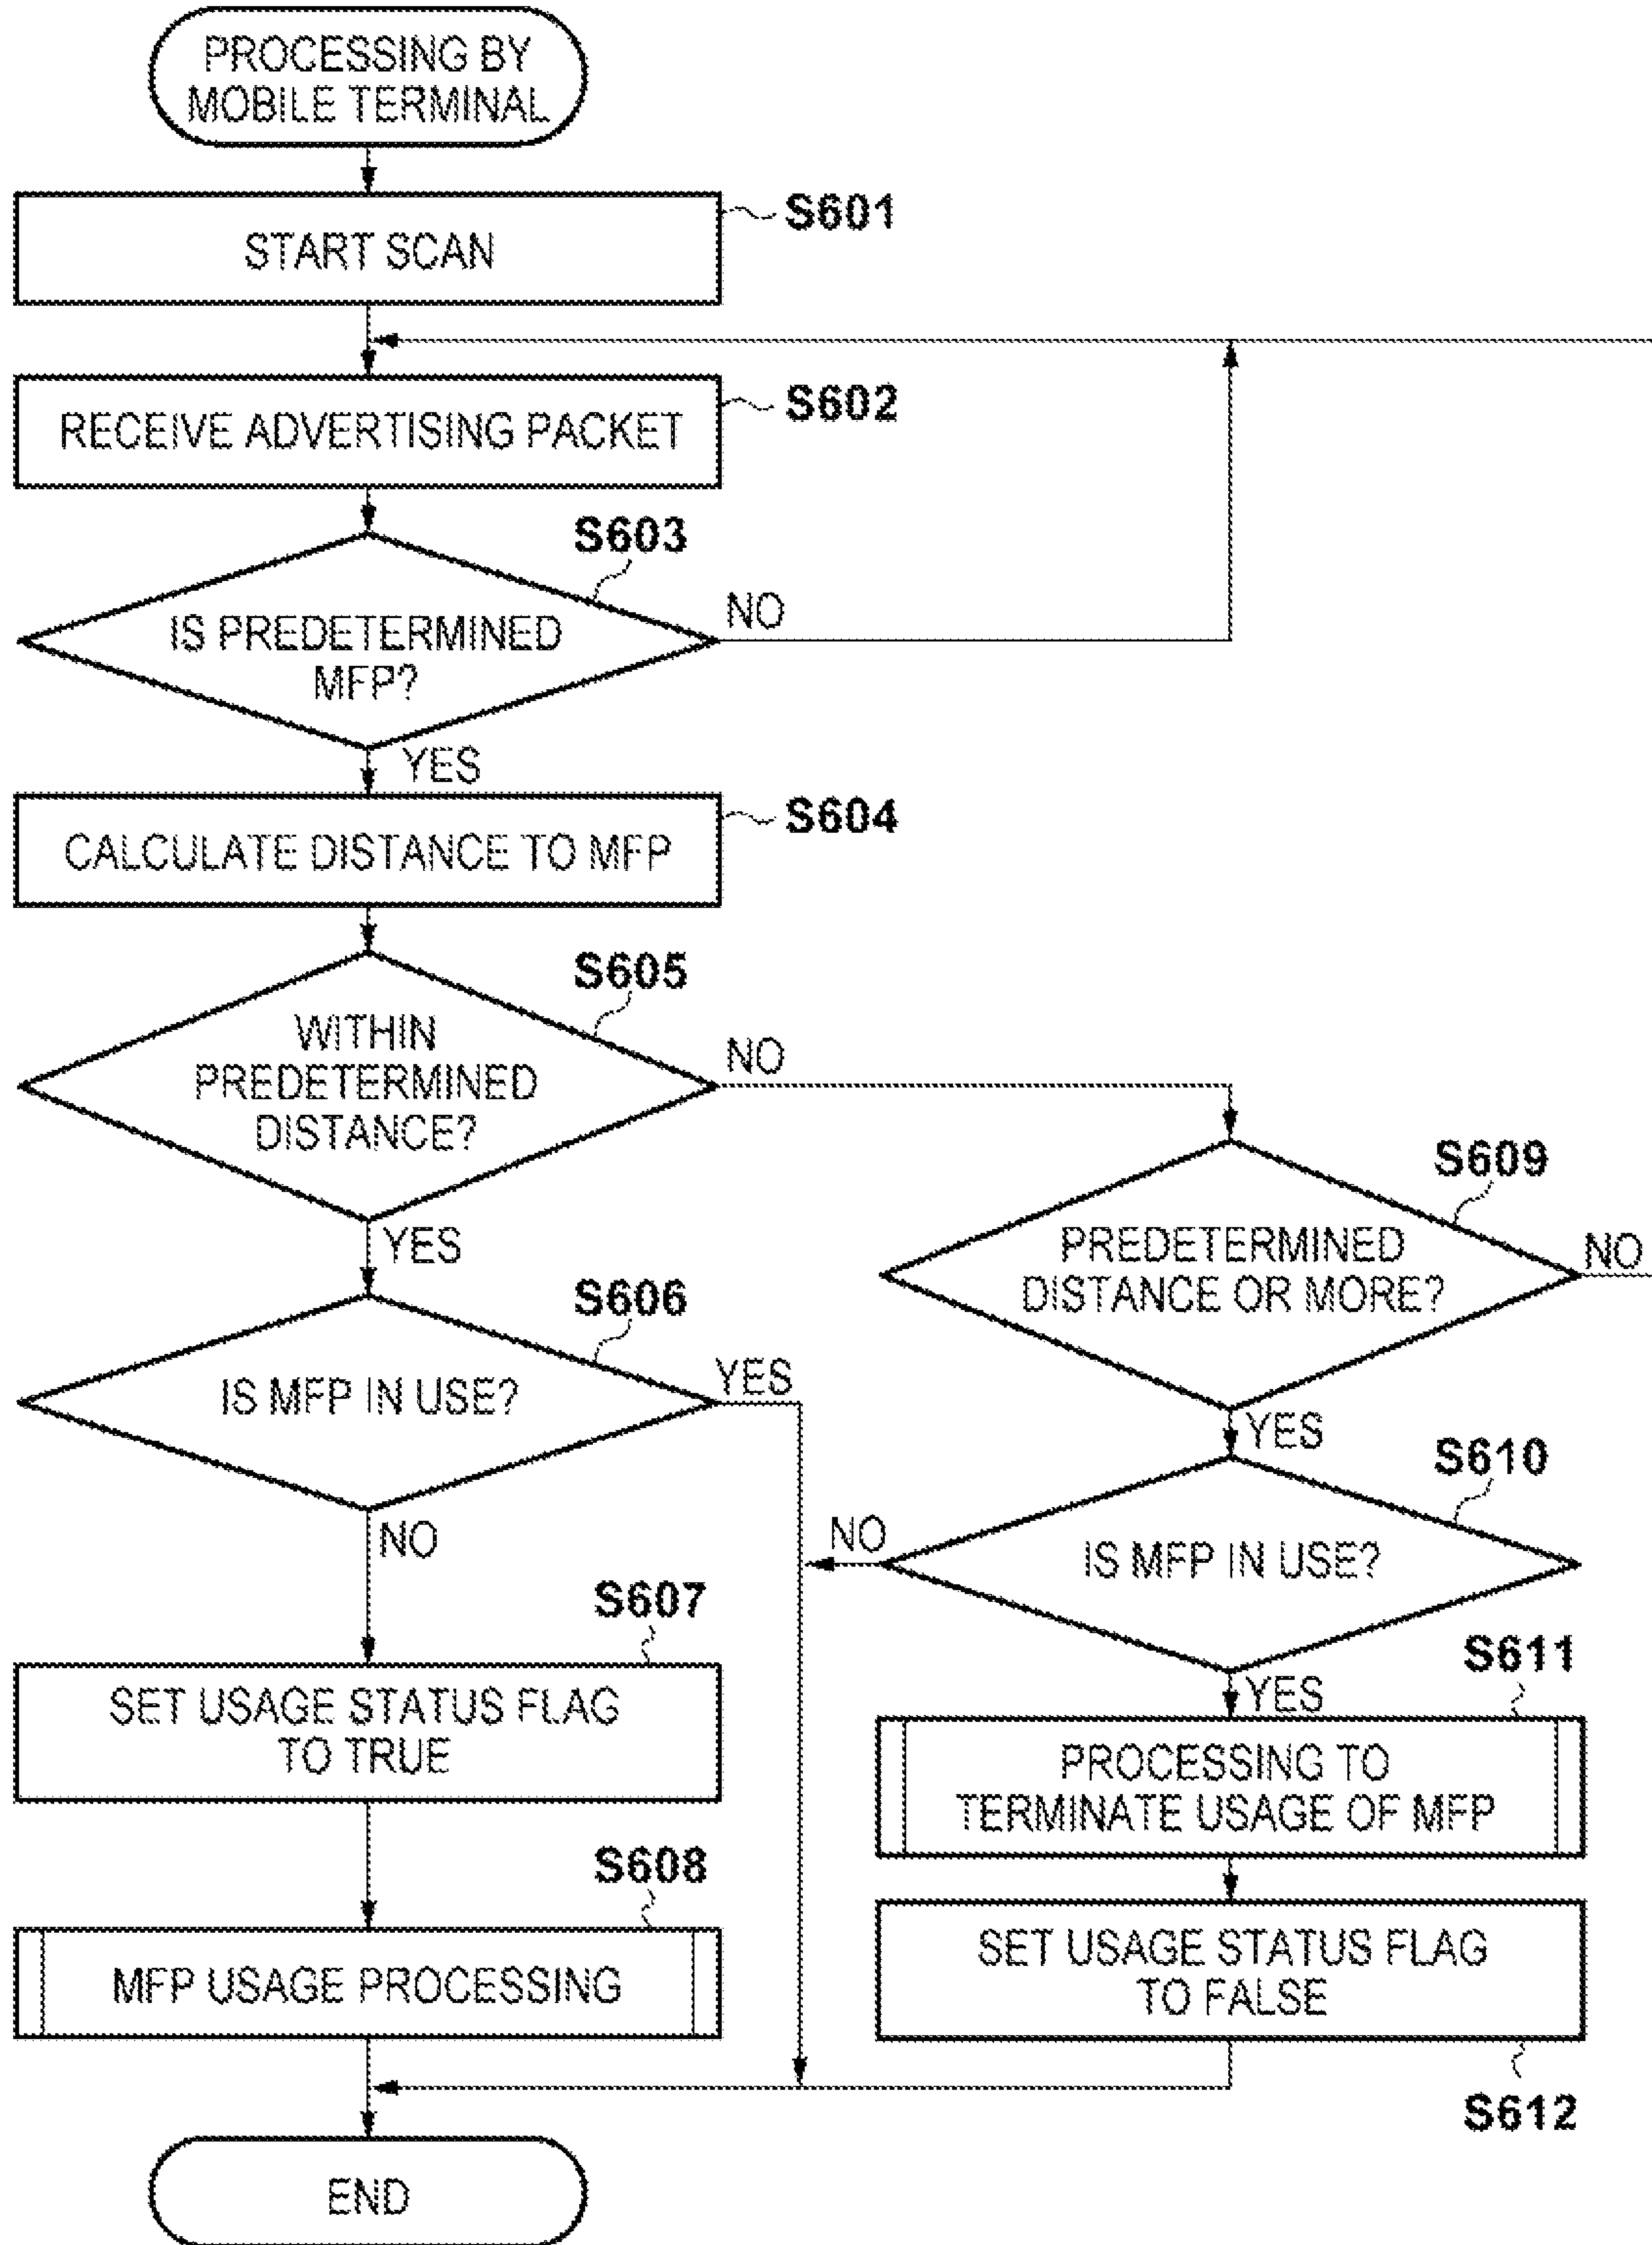 PROCESSING BY
MOBILE TERMINAL
S601
START SCAN
S602
RECEIVE ADVERTISING PACKET
S603
IS PREDETERMINED
MFP?
NO
YES
S604
CALCULATE DISTANCE TO MFP
S605
WITHIN
PREDETERMINED
DISTANCE?
NO
YES
S609
PREDETERMINED
DISTANCE OR MORE?
NO
YES
S606
IS MFP IN USE?
YES
NO
S610
IS MFP IN USE?
NO
YES
S607
SET USAGE STATUS FLAG
TO TRUE
S611
PROCESSING TO
TERMINATE USAGE OF MFP
S608
MFP USAGE PROCESSING
SET USAGE STATUS FLAG
TO FALSE
S612
END